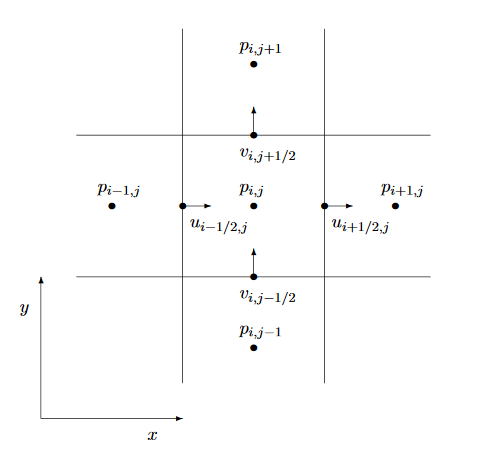 p_{i,j+1}
v_{i,j+1/2}
p_{i−1,j} p_{i,j} p_{i+1,j}
u_{i−1/2,j} u_{i+1/2,j}
v_{i,j−1/2}
y
p_{i,j−1}
x